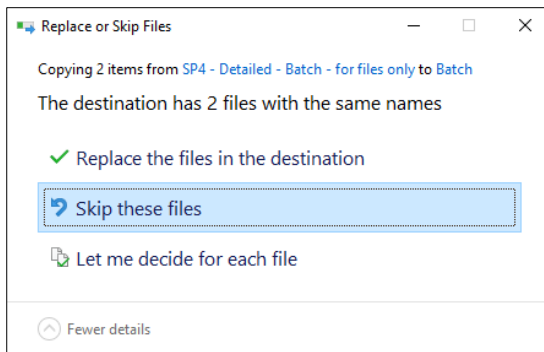 Replace or Skip Files
Copying 2 items from SP4 - Detailed - Batch - for files only to Batch
The destination has 2 files with the same names
Replace the files in the destination
Skip these files
Let me decide for each file
Fewer details